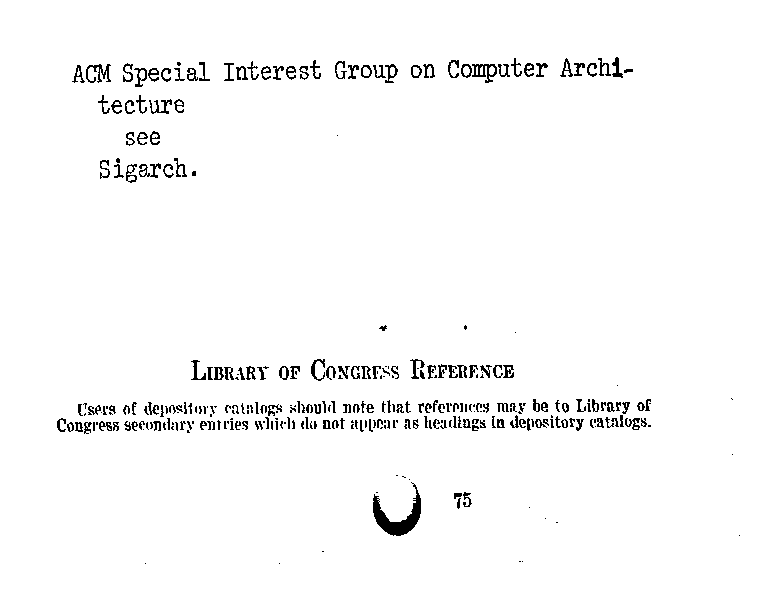 ACM Special Interest Group on Computer Archi-
tecture
see
Sigarch.
LIBRARY OF CONGRESS REFERENCE
Users of depository catalogs should note that references may be to Library of
Congress secondary entries which do not appear as headings in depository catalogs.
75